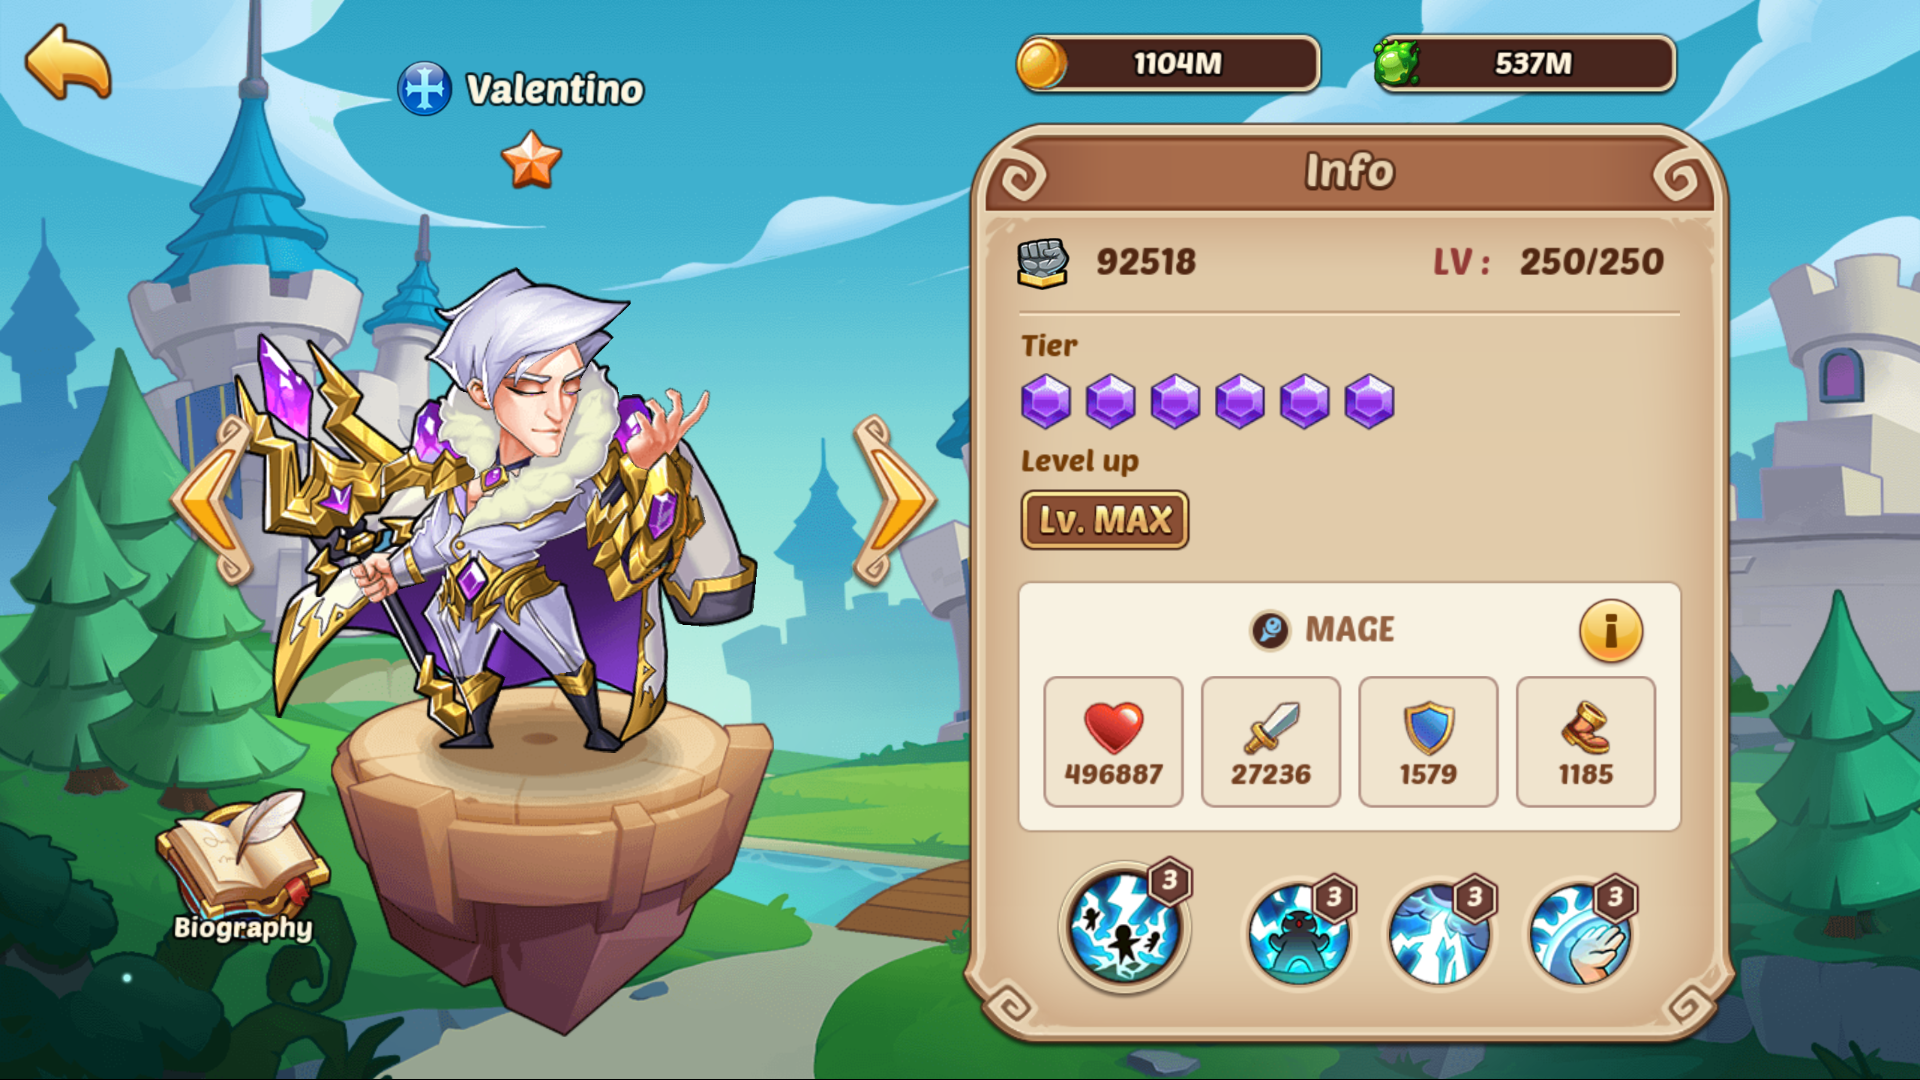 Valentino
1104M
537M
Info
92518
LV : 250/250
Tier
Level up
Lv. MAX
MAGE
496887
27236
1579
1185
3
3
3
3
Biography